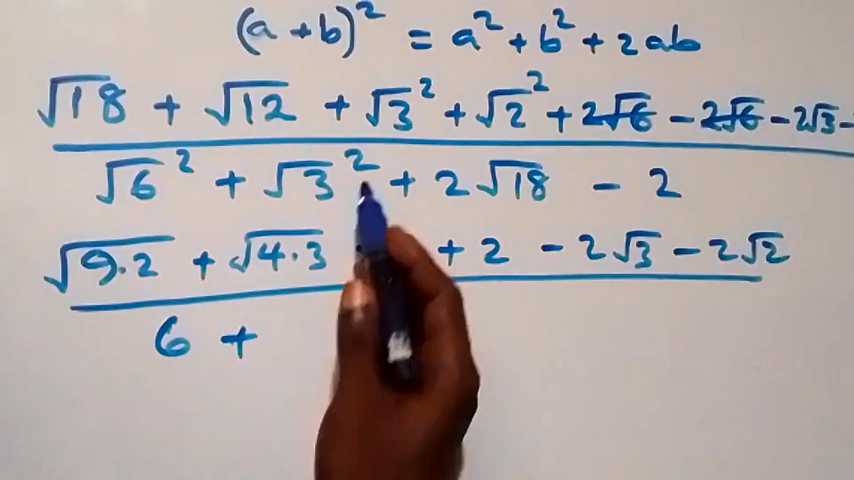 (a+b)² = a² + b² + 2ab
√18 + √12 + √3² + √2² + 2√6 - 2√6 - 2√3 -
√6² + √3² + 2√18 - 2
√9·2 + √4·3 + 2 - 2√3 - 2√2
6 +